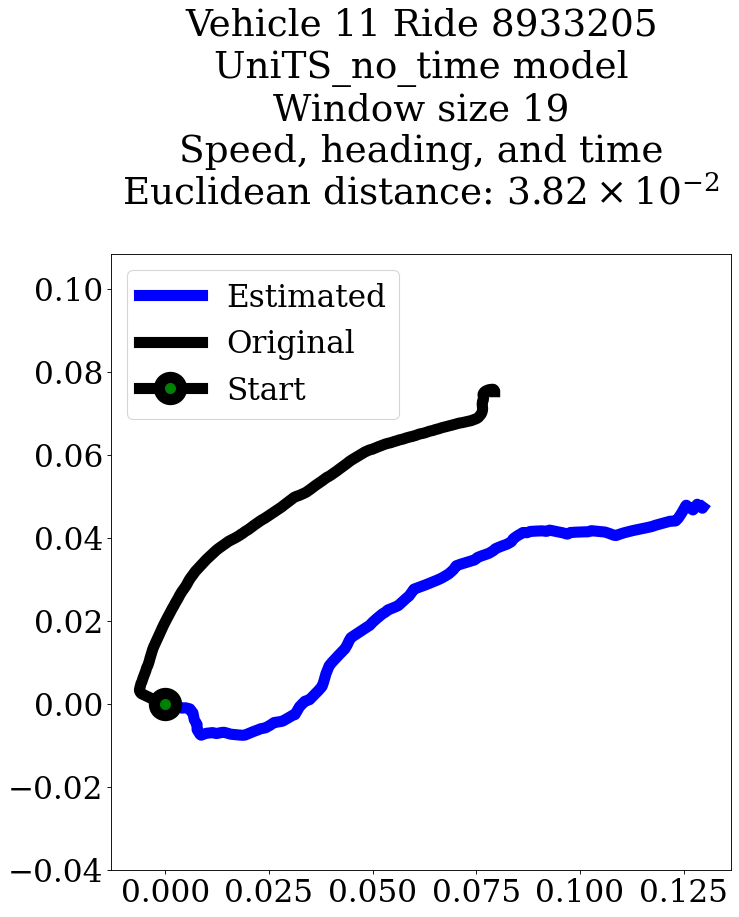 Vehicle 11 Ride 8933205
UniTS_no_time model
Window size 19
Speed, heading, and time
Euclidean distance: 3.82 × 10⁻²
Estimated
Original
Start
0.10
0.08
0.06
0.04
0.02
0.00
−0.02
−0.04
0.000 0.025 0.050 0.075 0.100 0.125